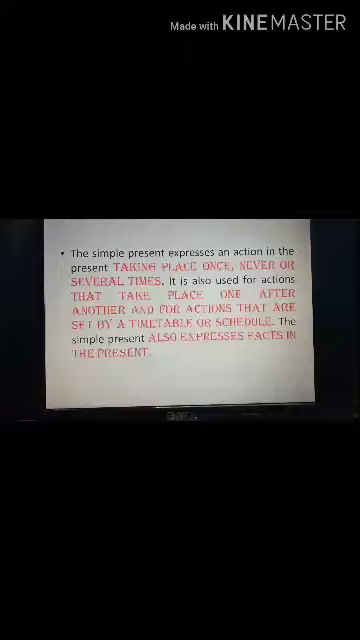 Made with KINEMASTER
• The simple present expresses an action in the
present TAKING PLACE ONCE, NEVER OR
SEVERAL TIMES. It is also used for actions
THAT TAKE PLACE ONE AFTER
ANOTHER AND FOR ACTIONS THAT ARE
SET BY A TIMETABLE OR SCHEDULE. The
simple present ALSO EXPRESSES FACTS IN
THE PRESENT.